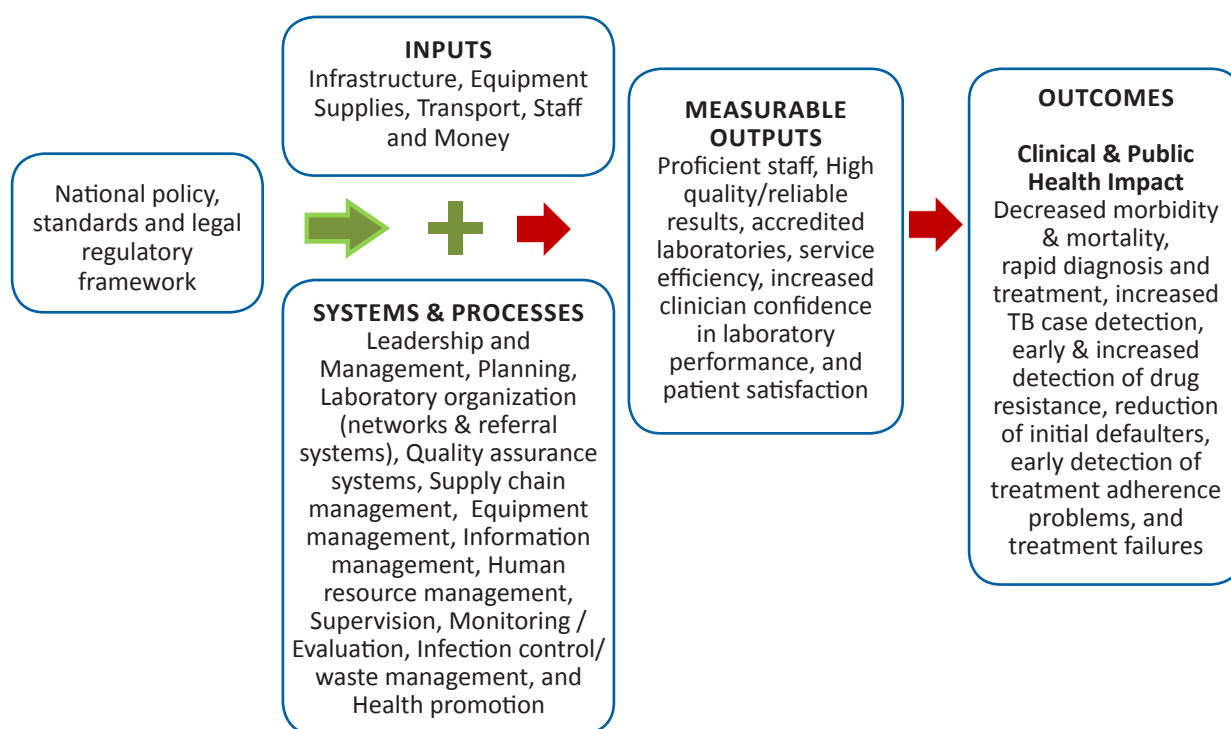 National policy,
standards and legal
regulatory
framework
INPUTS
Infrastructure, Equipment
Supplies, Transport, Staff
and Money
SYSTEMS & PROCESSES
Leadership and
Management, Planning,
Laboratory organization
(networks & referral
systems), Quality assurance
systems, Supply chain
management, Equipment
management, Information
management, Human
resource management,
Supervision, Monitoring /
Evaluation, Infection control/
waste management, and
Health promotion
MEASURABLE
OUTPUTS
Proficient staff, High
quality/reliable
results, accredited
laboratories, service
efficiency, increased
clinician confidence
in laboratory
performance, and
patient satisfaction
OUTCOMES
Clinical & Public
Health Impact
Decreased morbidity
& mortality,
rapid diagnosis and
treatment, increased
TB case detection,
early & increased
detection of drug
resistance, reduction
of initial defaulters,
early detection of
treatment adherence
problems, and
treatment failures